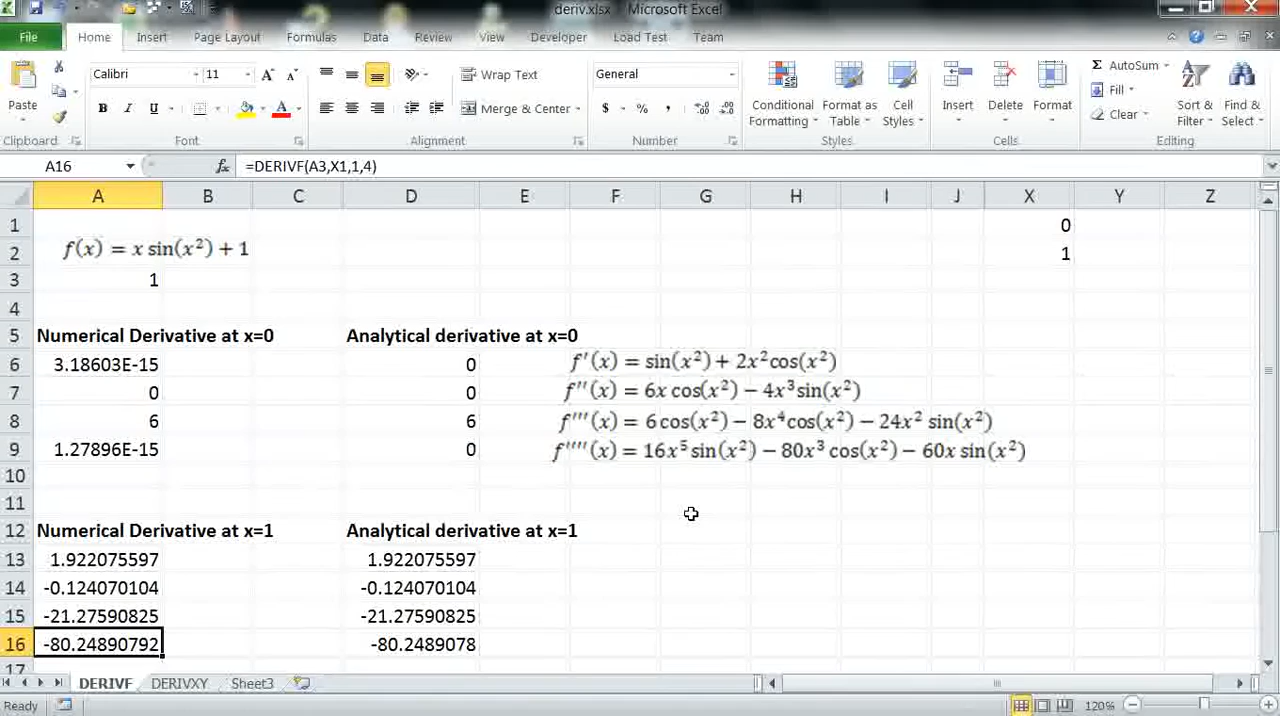 deriv.xlsx - Microsoft Excel
File Home Insert Page Layout Formulas Data Review View Developer Load Test Team
Paste
Calibri 11
B I U
Wrap Text
Merge & Center
General
$ % ,
Conditional Formatting
Format as Table
Cell Styles
Insert
Delete
Format
Σ AutoSum
Fill
Clear
Sort & Filter
Find & Select
Clipboard Font Alignment Number Styles Cells Editing
A16 fx =DERIVF(A3,X1,1,4)
A B C D E F G H I J X Y Z
1 0
2 f(x) = x sin(x²) + 1 1
3 1
4
5 Numerical Derivative at x=0 Analytical derivative at x=0
6 3.18603E-15 0 f′(x) = sin(x²) + 2x²cos(x²)
7 0 0 f′′(x) = 6x cos(x²) − 4x³sin(x²)
8 6 6 f′′′(x) = 6 cos(x²) − 8x⁴cos(x²) − 24x² sin(x²)
9 1.27896E-15 0 f′′′′(x) = 16x⁵sin(x²) − 80x³ cos(x²) − 60x sin(x²)
10
11
12 Numerical Derivative at x=1 Analytical derivative at x=1
13 1.922075597 1.922075597
14 -0.124070104 -0.124070104
15 -21.27590825 -21.27590825
16 -80.24890792 -80.2489078
17
DERIVF DERIVXY Sheet3
Ready 120%